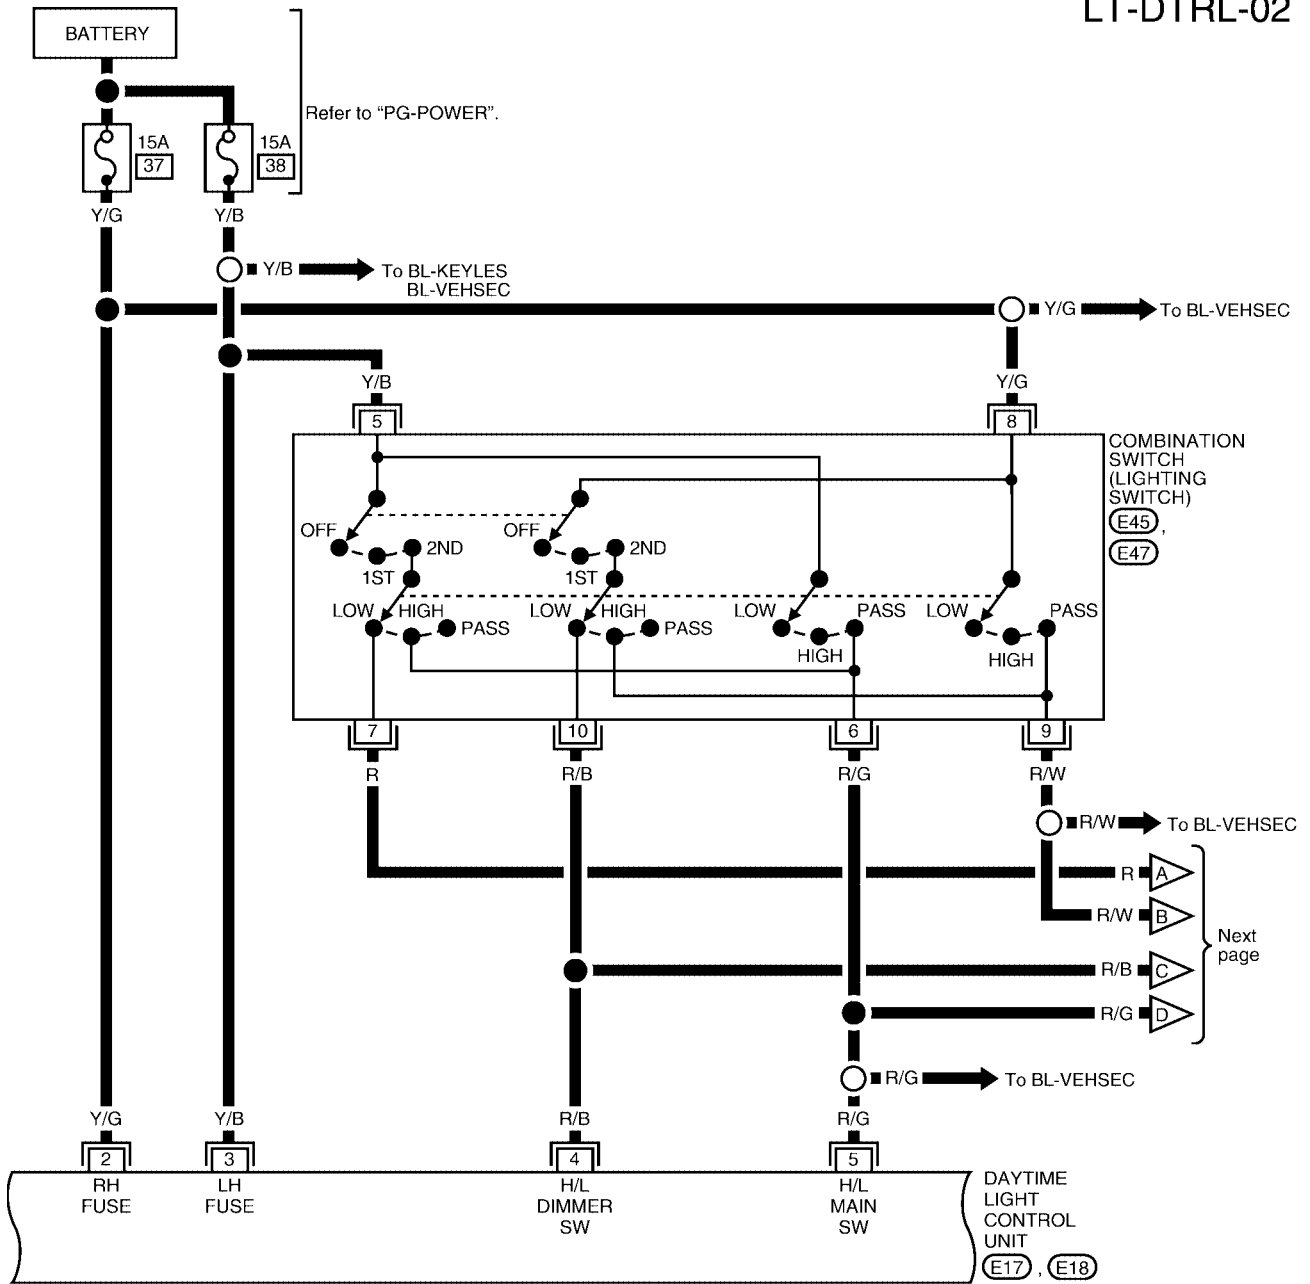 LT-DTRL-02
BATTERY
Refer to “PG-POWER”.
15A
37
15A
38
Y/G
Y/B
Y/B
To BL-KEYLES
BL-VEHSEC
Y/G
To BL-VEHSEC
Y/B
Y/G
5
8
COMBINATION
SWITCH
(LIGHTING
SWITCH)
E45 ,
E47
OFF
2ND
1ST
OFF
2ND
1ST
LOW
HIGH
PASS
LOW
HIGH
PASS
LOW
PASS
HIGH
LOW
PASS
HIGH
7
10
6
9
R
R/B
R/G
R/W
R/W
To BL-VEHSEC
R
A
R/W
B
R/B
C
R/G
D
Next
page
R/G
To BL-VEHSEC
Y/G
Y/B
R/B
R/G
2
3
4
5
RH
FUSE
LH
FUSE
H/L
DIMMER
SW
H/L
MAIN
SW
DAYTIME
LIGHT
CONTROL
UNIT
E17 , E18